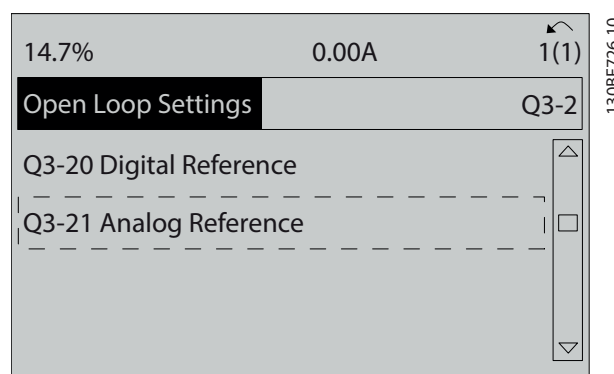 14.7% 0.00A 1(1)
Open Loop Settings Q3-2
Q3-20 Digital Reference
Q3-21 Analog Reference
130BF726.10